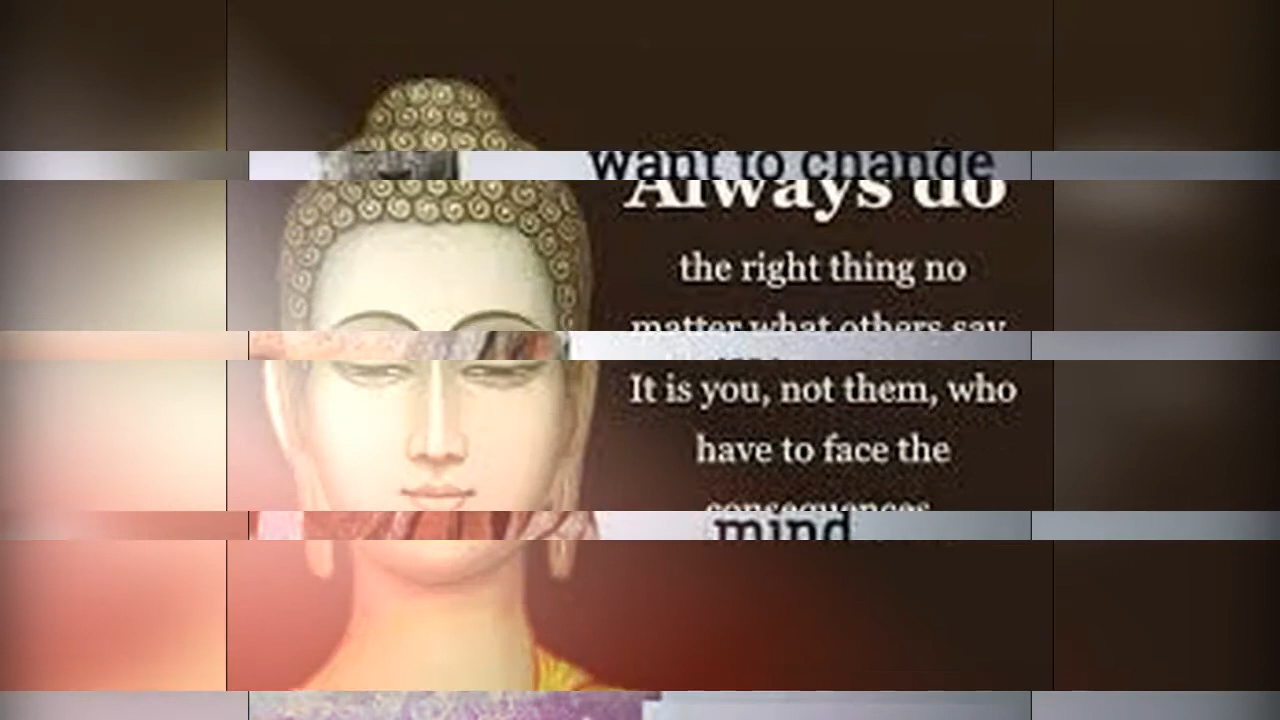 want to change
Always do
the right thing no
matter what others say
It is you, not them, who
have to face the
consequences
mind